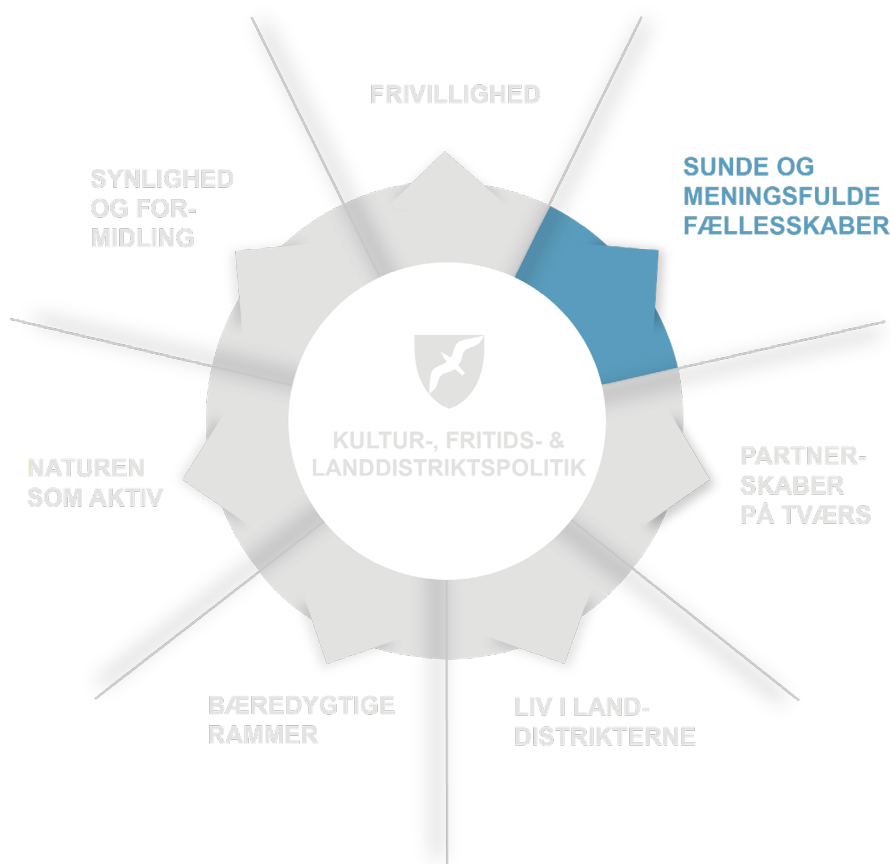 FRIVILLIGHED
SUNDE OG
MENINGSFULDE
FÆLLESSKABER
PARTNER-
SKABER
PÅ TVÆRS
LIV I LAND-
DISTRIKTERNE
BÆREDYGTIGE
RAMMER
NATUREN
SOM AKTIV
SYNLIGHED
OG FOR-
MIDLING
KULTUR-, FRITIDS- &
LANDDISTRIKTSPOLITIK